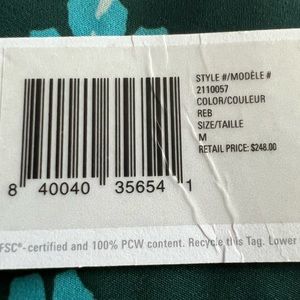 STYLE #/MODÈLE #
2110057
COLOR/COULEUR
REB
SIZE/TAILLE
M
RETAIL PRICE: $248.00
8 40040 35654 1
FSC®-certified and 100% PCW content. Recycle this Tag. Lower